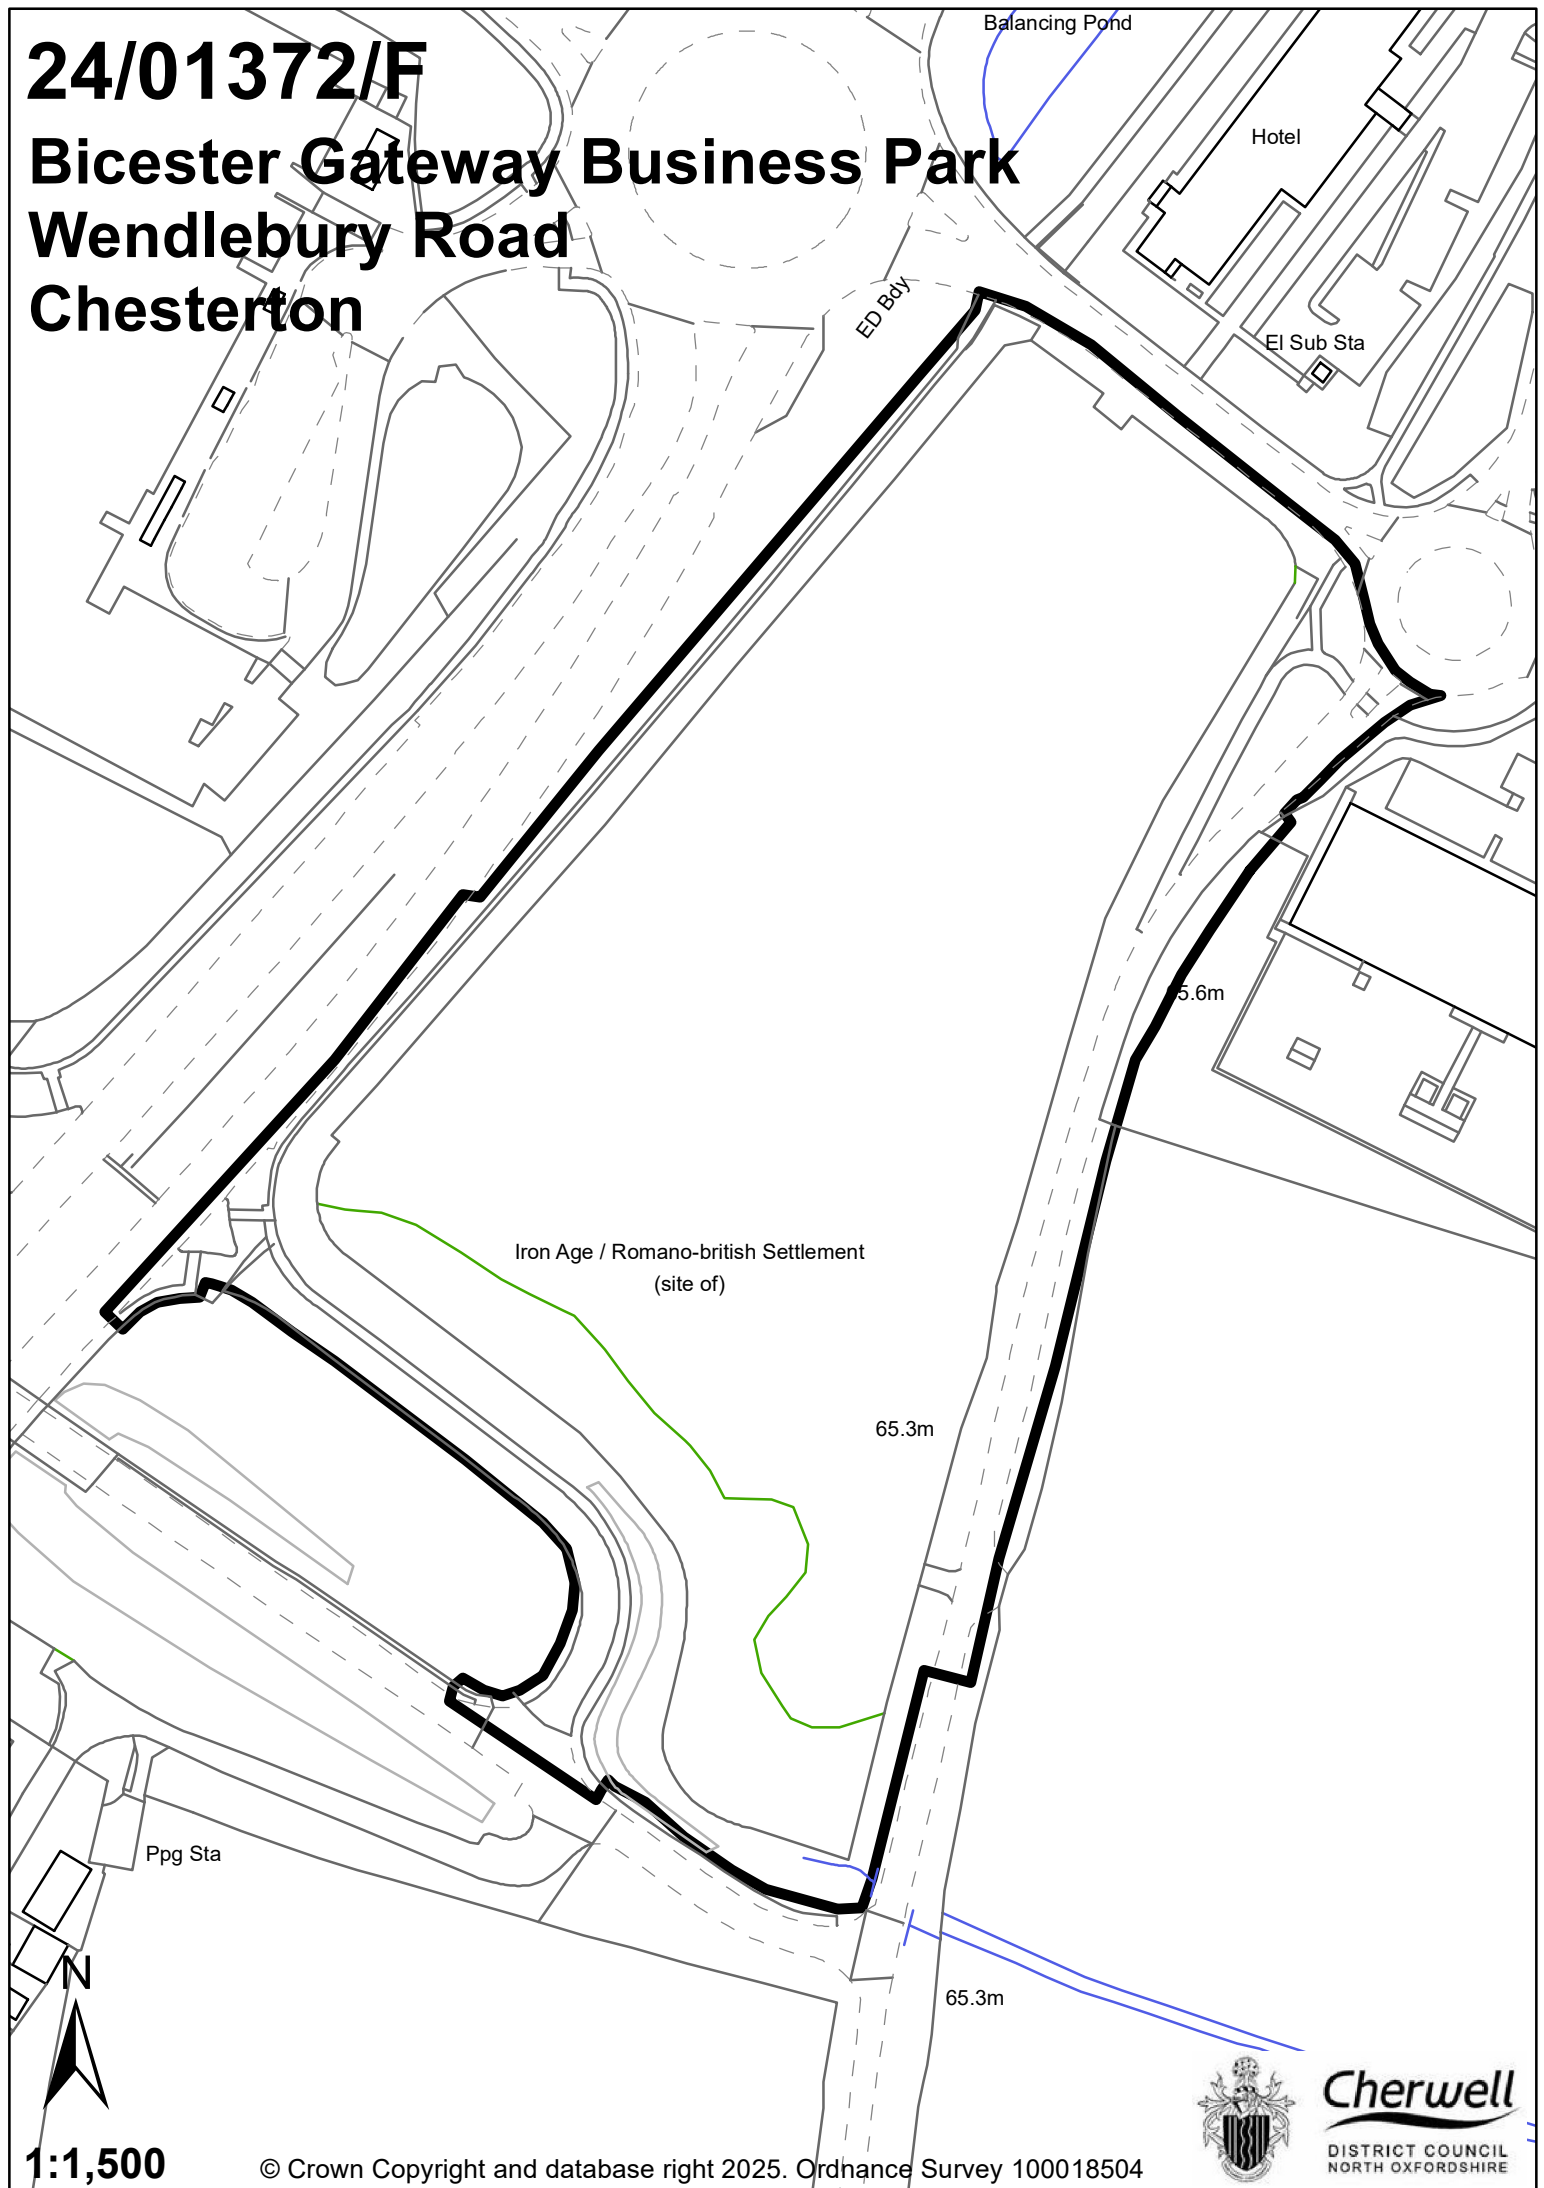 24/01372/F
Bicester Gateway Business Park
Wendlebury Road
Chesterton
Balancing Pond
Hotel
ED Bdy
El Sub Sta
65.6m
Iron Age / Romano-british Settlement
(site of)
65.3m
Ppg Sta
N
65.3m
1:1,500
© Crown Copyright and database right 2025. Ordnance Survey 100018504
Cherwell
DISTRICT COUNCIL
NORTH OXFORDSHIRE